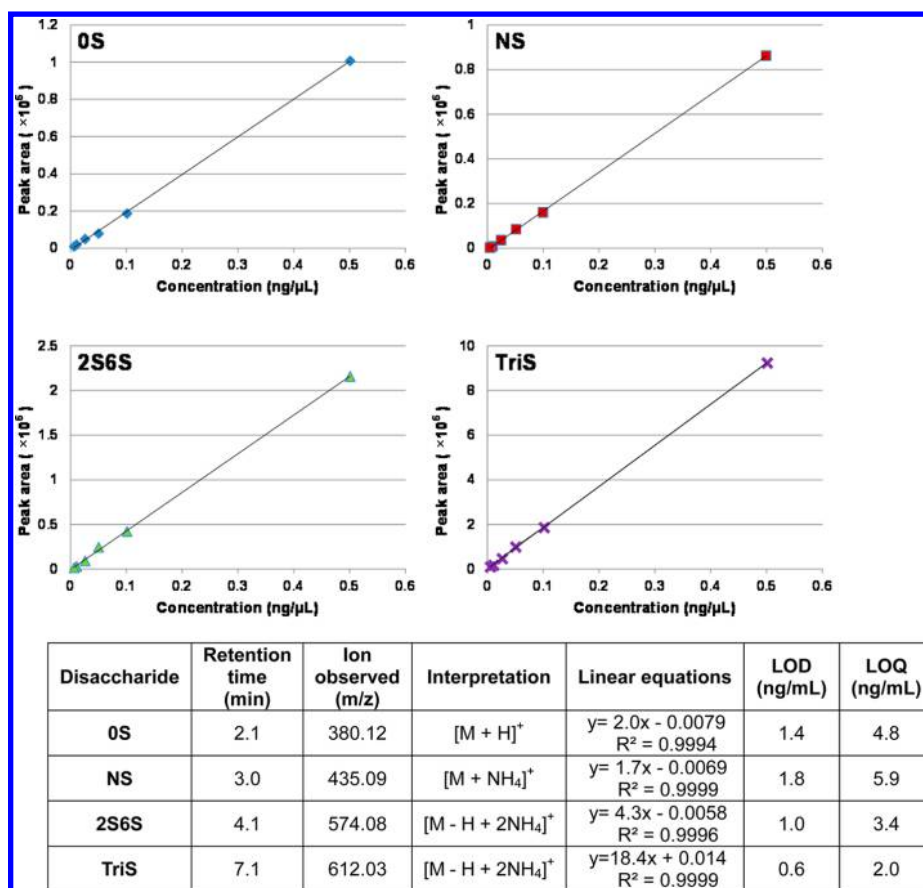 0S
Peak area ( ×10⁶ )
1.2
1
0.8
0.6
0.4
0.2
0
0 0.1 0.2 0.3 0.4 0.5 0.6
Concentration (ng/µL)
NS
Peak area ( ×10⁶ )
1
0.8
0.6
0.4
0.2
0
0 0.1 0.2 0.3 0.4 0.5 0.6
Concentration (ng/µL)
2S6S
Peak area ( ×10⁶ )
2.5
2
1.5
1
0.5
0
0 0.1 0.2 0.3 0.4 0.5 0.6
Concentration (ng/µL)
TriS
Peak area ( ×10⁶ )
10
8
6
4
2
0
0 0.1 0.2 0.3 0.4 0.5 0.6
Concentration (ng/µL)
Disaccharide Retention time (min) Ion observed (m/z) Interpretation Linear equations LOD (ng/mL) LOQ (ng/mL)
0S 2.1 380.12 [M + H]⁺ y= 2.0x - 0.0079 R² = 0.9994 1.4 4.8
NS 3.0 435.09 [M + NH₄]⁺ y= 1.7x - 0.0069 R² = 0.9999 1.8 5.9
2S6S 4.1 574.08 [M - H + 2NH₄]⁺ y= 4.3x - 0.0058 R² = 0.9996 1.0 3.4
TriS 7.1 612.03 [M - H + 2NH₄]⁺ y=18.4x + 0.014 R² = 0.9999 0.6 2.0